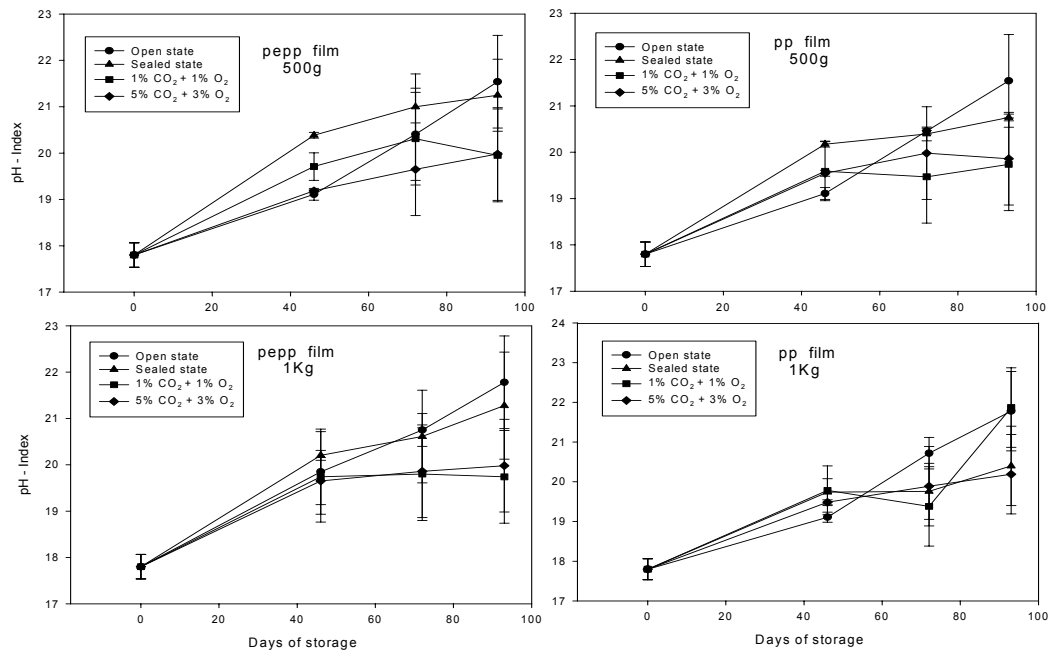 23
22
21
20
19
18
17
pH - Index
Open state
Sealed state
1% CO₂ + 1% O₂
5% CO₂ + 3% O₂
pepp film
500g
0 20 40 60 80 100
23
22
21
20
19
18
17
Open state
Sealed state
1% CO₂ + 1% O₂
5% CO₂ + 3% O₂
pp film
500g
0 20 40 60 80 100
23
22
21
20
19
18
17
pH - Index
Open state
Sealed state
1% CO₂ + 1% O₂
5% CO₂ + 3% O₂
pepp film
1Kg
0 20 40 60 80 100
Days of storage
24
23
22
21
20
19
18
17
Open state
Sealed state
1% CO₂ + 1% O₂
5% CO₂ + 3% O₂
pp film
1Kg
0 20 40 60 80 100
Days of storage